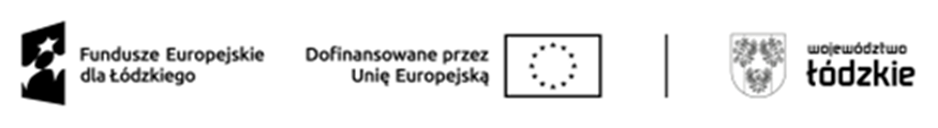 Fundusze Europejskie
dla Łódzkiego
Dofinansowane przez
Unię Europejską
województwo
łódzkie